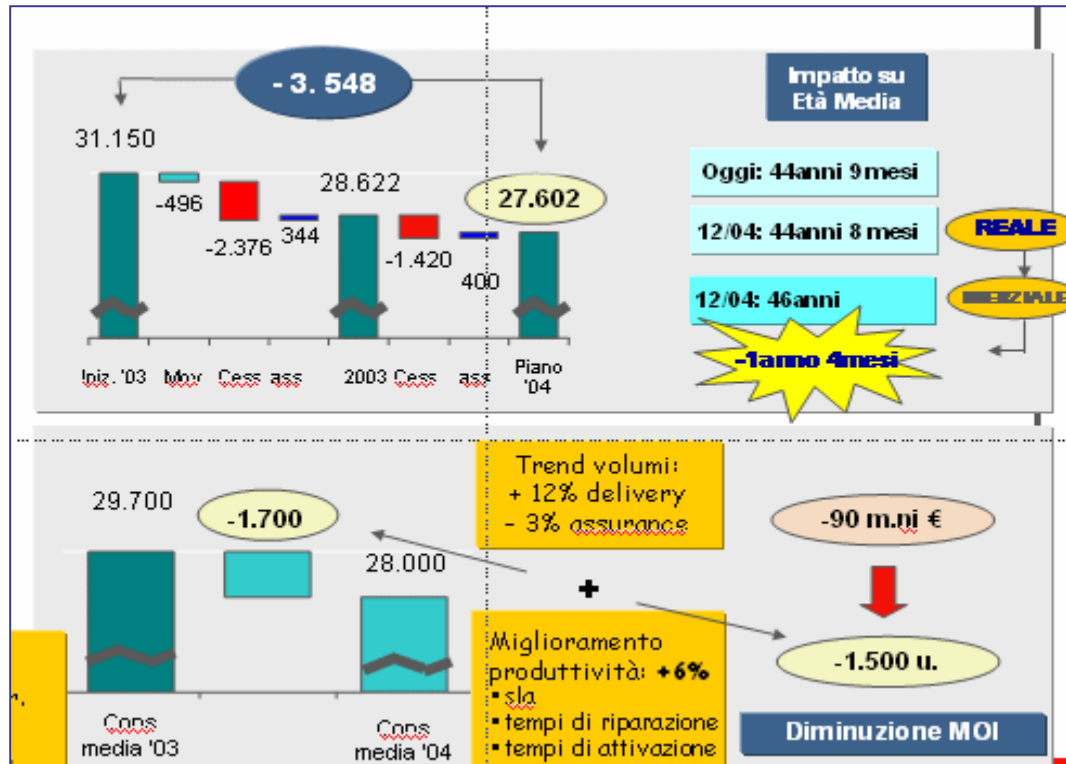 - 3. 548
Impatto su
Età Media
31.150
-496
-2.376
344
28.622
-1.420
400
27.602
Iniz. '03
Mov
Cess
ass
2003
Cess
ass
Piano
'04
Oggi: 44anni 9mesi
12/04: 44anni 8 mesi
REALE
12/04: 46anni
INERZIALE
-1anno 4mesi
29.700
-1.700
28.000
Cons
media '03
Cons
media '04
Trend volumi:
+ 12% delivery
- 3% assurance
+
Miglioramento
produttività: +6%
▪ sla
▪ tempi di riparazione
▪ tempi di attivazione
-90 m.ni €
-1.500 u.
Diminuzione MOI